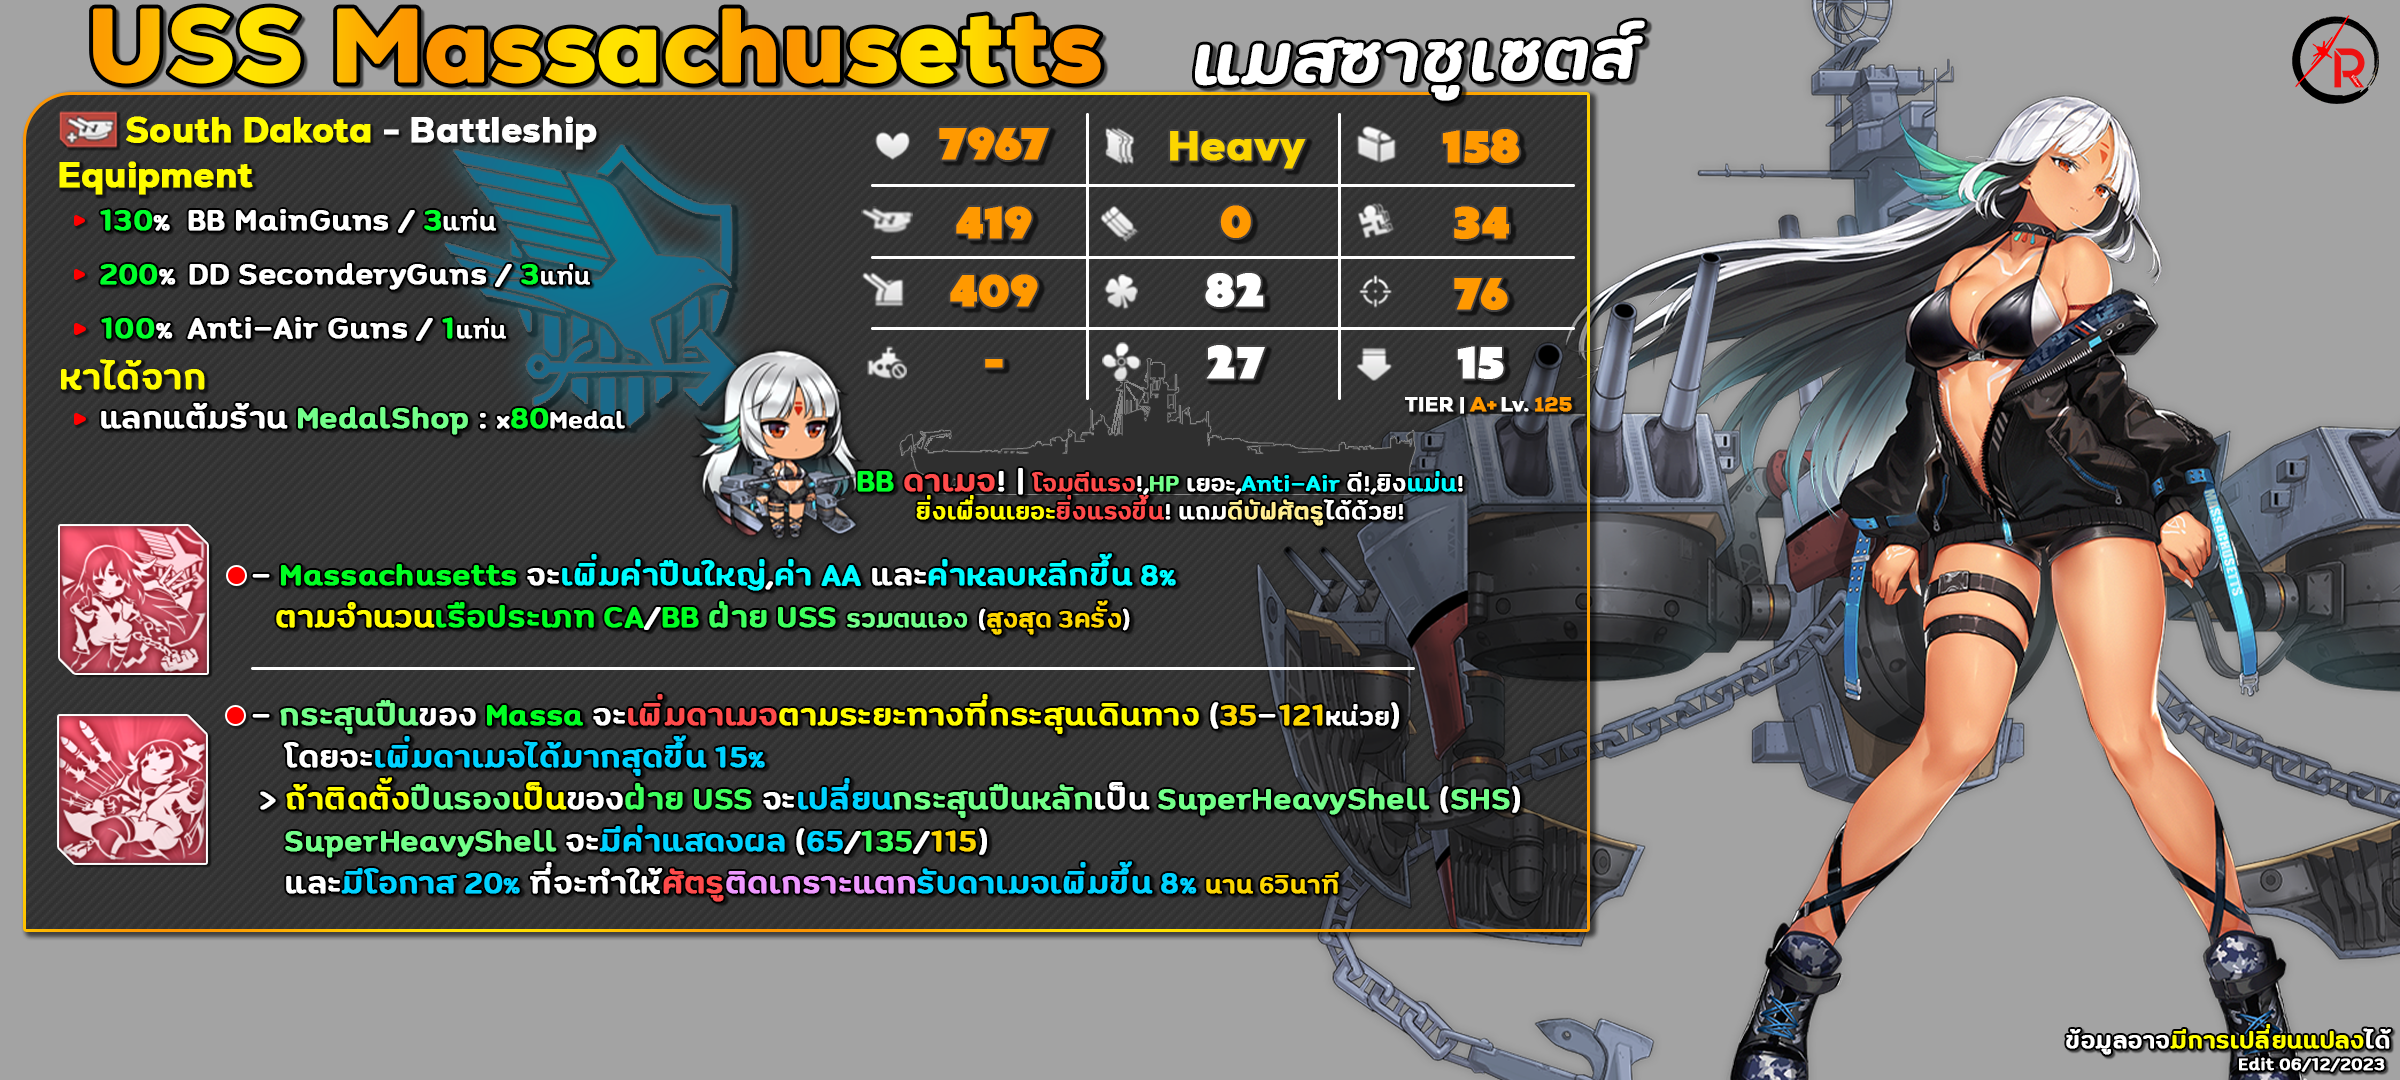 USS Massachusetts
แมสซาชูเซตส์
South Dakota - Battleship
Equipment
130% BB MainGuns / 3แท่น
200% DD SeconderyGuns / 3แท่น
100% Anti-Air Guns / 1แท่น
หาได้จาก
แลกแต้มร้าน MedalShop : x80Medal
7967 Heavy 158
419 0 34
409 82 76
- 27 15
TIER | A+ Lv. 125
BB ดาเมจ! | โจมตีแรง!,HP เยอะ,Anti-Air ดี!,ยิงแม่น!
ยิ่งเพื่อนเยอะยิ่งแรงขึ้น! แถมดีบัฟศัตรูได้ด้วย!
- Massachusetts จะเพิ่มค่าปืนใหญ่,ค่า AA และค่าหลบหลีกขึ้น 8%
ตามจำนวนเรือประเภท CA/BB ฝ่าย USS รวมตนเอง (สูงสุด 3ครั้ง)
- กระสุนปืนของ Massa จะเพิ่มดาเมจตามระยะทางที่กระสุนเดินทาง (35-121หน่วย)
โดยจะเพิ่มดาเมจได้มากสุดขึ้น 15%
> ถ้าติดตั้งปืนรองเป็นของฝ่าย USS จะเปลี่ยนกระสุนปืนหลักเป็น SuperHeavyShell (SHS)
SuperHeavyShell จะมีค่าแสดงผล (65/135/115)
และมีโอกาส 20% ที่จะทำให้ศัตรูติดเกราะแตกรับดาเมจเพิ่มขึ้น 8% นาน 6วินาที
MASSACHUSETTS
R
ข้อมูลอาจมีการเปลี่ยนแปลงได้
Edit 06/12/2023